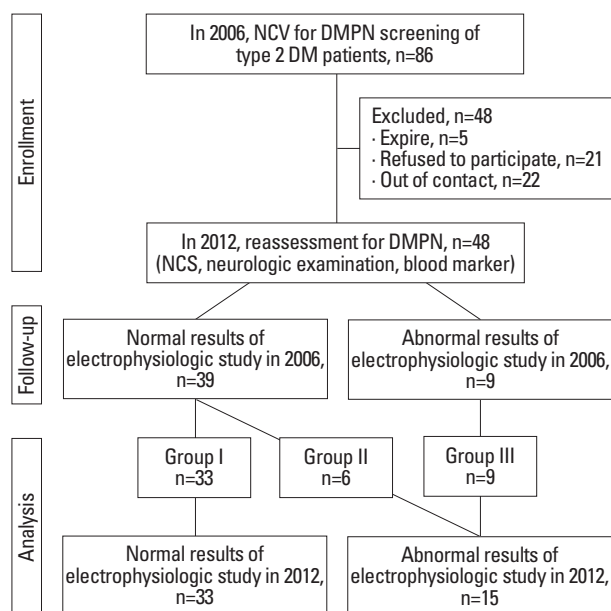 In 2006, NCV for DMPN screening of
type 2 DM patients, n=86
Enrollment
Excluded, n=48
· Expire, n=5
· Refused to participate, n=21
· Out of contact, n=22
In 2012, reassessment for DMPN, n=48
(NCS, neurologic examination, blood marker)
Follow-up
Normal results of
electrophysiologic study in 2006,
n=39
Abnormal results of
electrophysiologic study in 2006,
n=9
Analysis
Group I
n=33
Group II
n=6
Group III
n=9
Normal results of
electrophysiologic study in 2012,
n=33
Abnormal results of
electrophysiologic study in 2012,
n=15